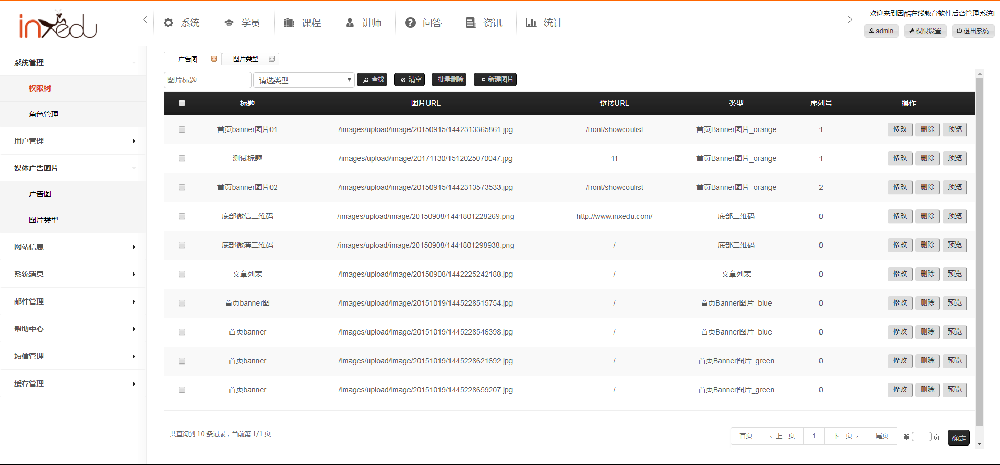 inxedu
系统 学员 课程 讲师 问答 资讯 统计
欢迎来到因酷在线教育软件后台管理系统!
admin 权限设置 退出系统
系统管理
权限树
角色管理
用户管理
媒体广告图片
广告图
图片类型
网站信息
系统消息
邮件管理
帮助中心
短信管理
缓存管理
广告图 图片类型
图片标题 请选类型 查找 清空 批量删除 新建图片
标题 图片URL 链接URL 类型 序列号 操作
首页banner图片01 /images/upload/image/20150915/1442313365861.jpg /front/showcoulist 首页Banner图片_orange 1 修改 删除 预览
测试标题 /images/upload/image/20171130/1512025070047.jpg 11 首页Banner图片_orange 1 修改 删除 预览
首页banner图片02 /images/upload/image/20150915/1442313573533.jpg /front/showcoulist 首页Banner图片_orange 2 修改 删除 预览
底部微信二维码 /images/upload/image/20150908/1441801228269.png http://www.inxedu.com/ 底部二维码 0 修改 删除 预览
底部微薄二维码 /images/upload/image/20150908/1441801298938.png / 底部二维码 0 修改 删除 预览
文章列表 /images/upload/image/20150908/1442225242188.jpg / 文章列表 0 修改 删除 预览
首页banner图 /images/upload/image/20151019/1445228515754.jpg / 首页Banner图片_blue 0 修改 删除 预览
首页banner /images/upload/image/20151019/1445228546398.jpg / 首页Banner图片_blue 0 修改 删除 预览
首页banner /images/upload/image/20151019/1445228621692.jpg / 首页Banner图片_green 0 修改 删除 预览
首页banner /images/upload/image/20151019/1445228659207.jpg / 首页Banner图片_green 0 修改 删除 预览
共查询到 10 条记录，当前第 1/1 页
首页 ←上一页 1 下一页→ 尾页 第 页 确定